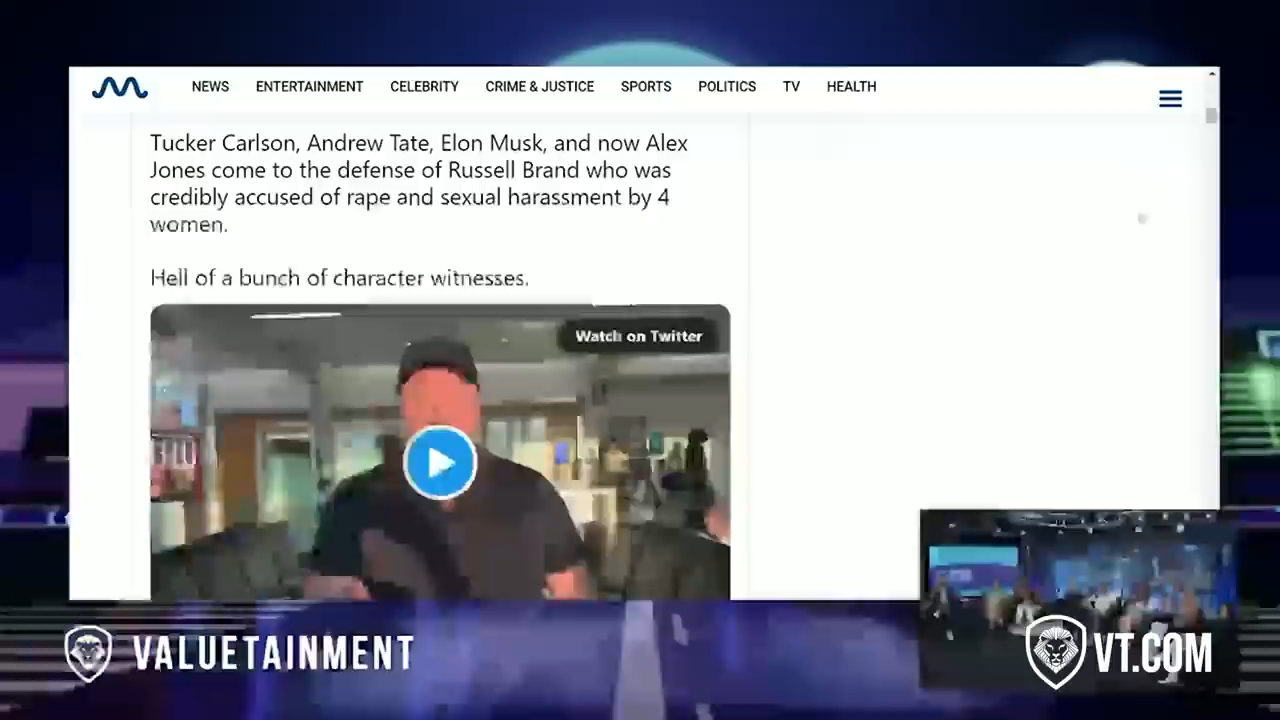 NEWS ENTERTAINMENT CELEBRITY CRIME & JUSTICE SPORTS POLITICS TV HEALTH
Tucker Carlson, Andrew Tate, Elon Musk, and now Alex
Jones come to the defense of Russell Brand who was
credibly accused of rape and sexual harassment by 4
women.
Hell of a bunch of character witnesses.
Watch on Twitter
VALUETAINMENT
VT.COM